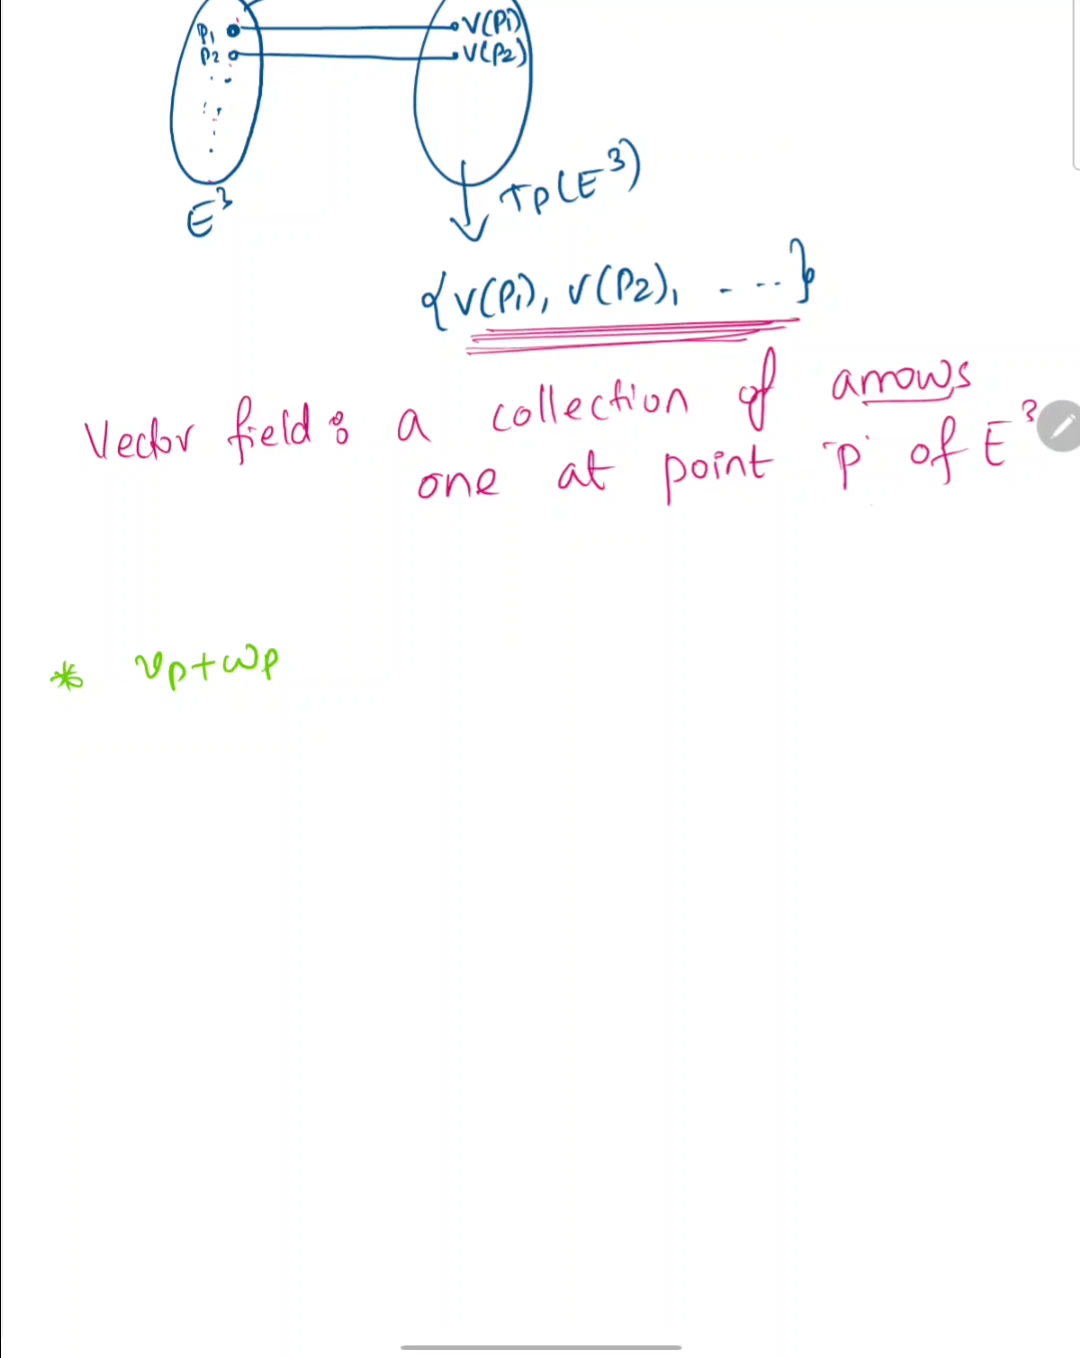 P₁ V(P₁)
P₂ V(P₂)
E³
TP(E³)
{V(P₁), V(P₂), - - - -}
Vector field : a collection of arrows
one at point 'p' of E³
* vp+wp